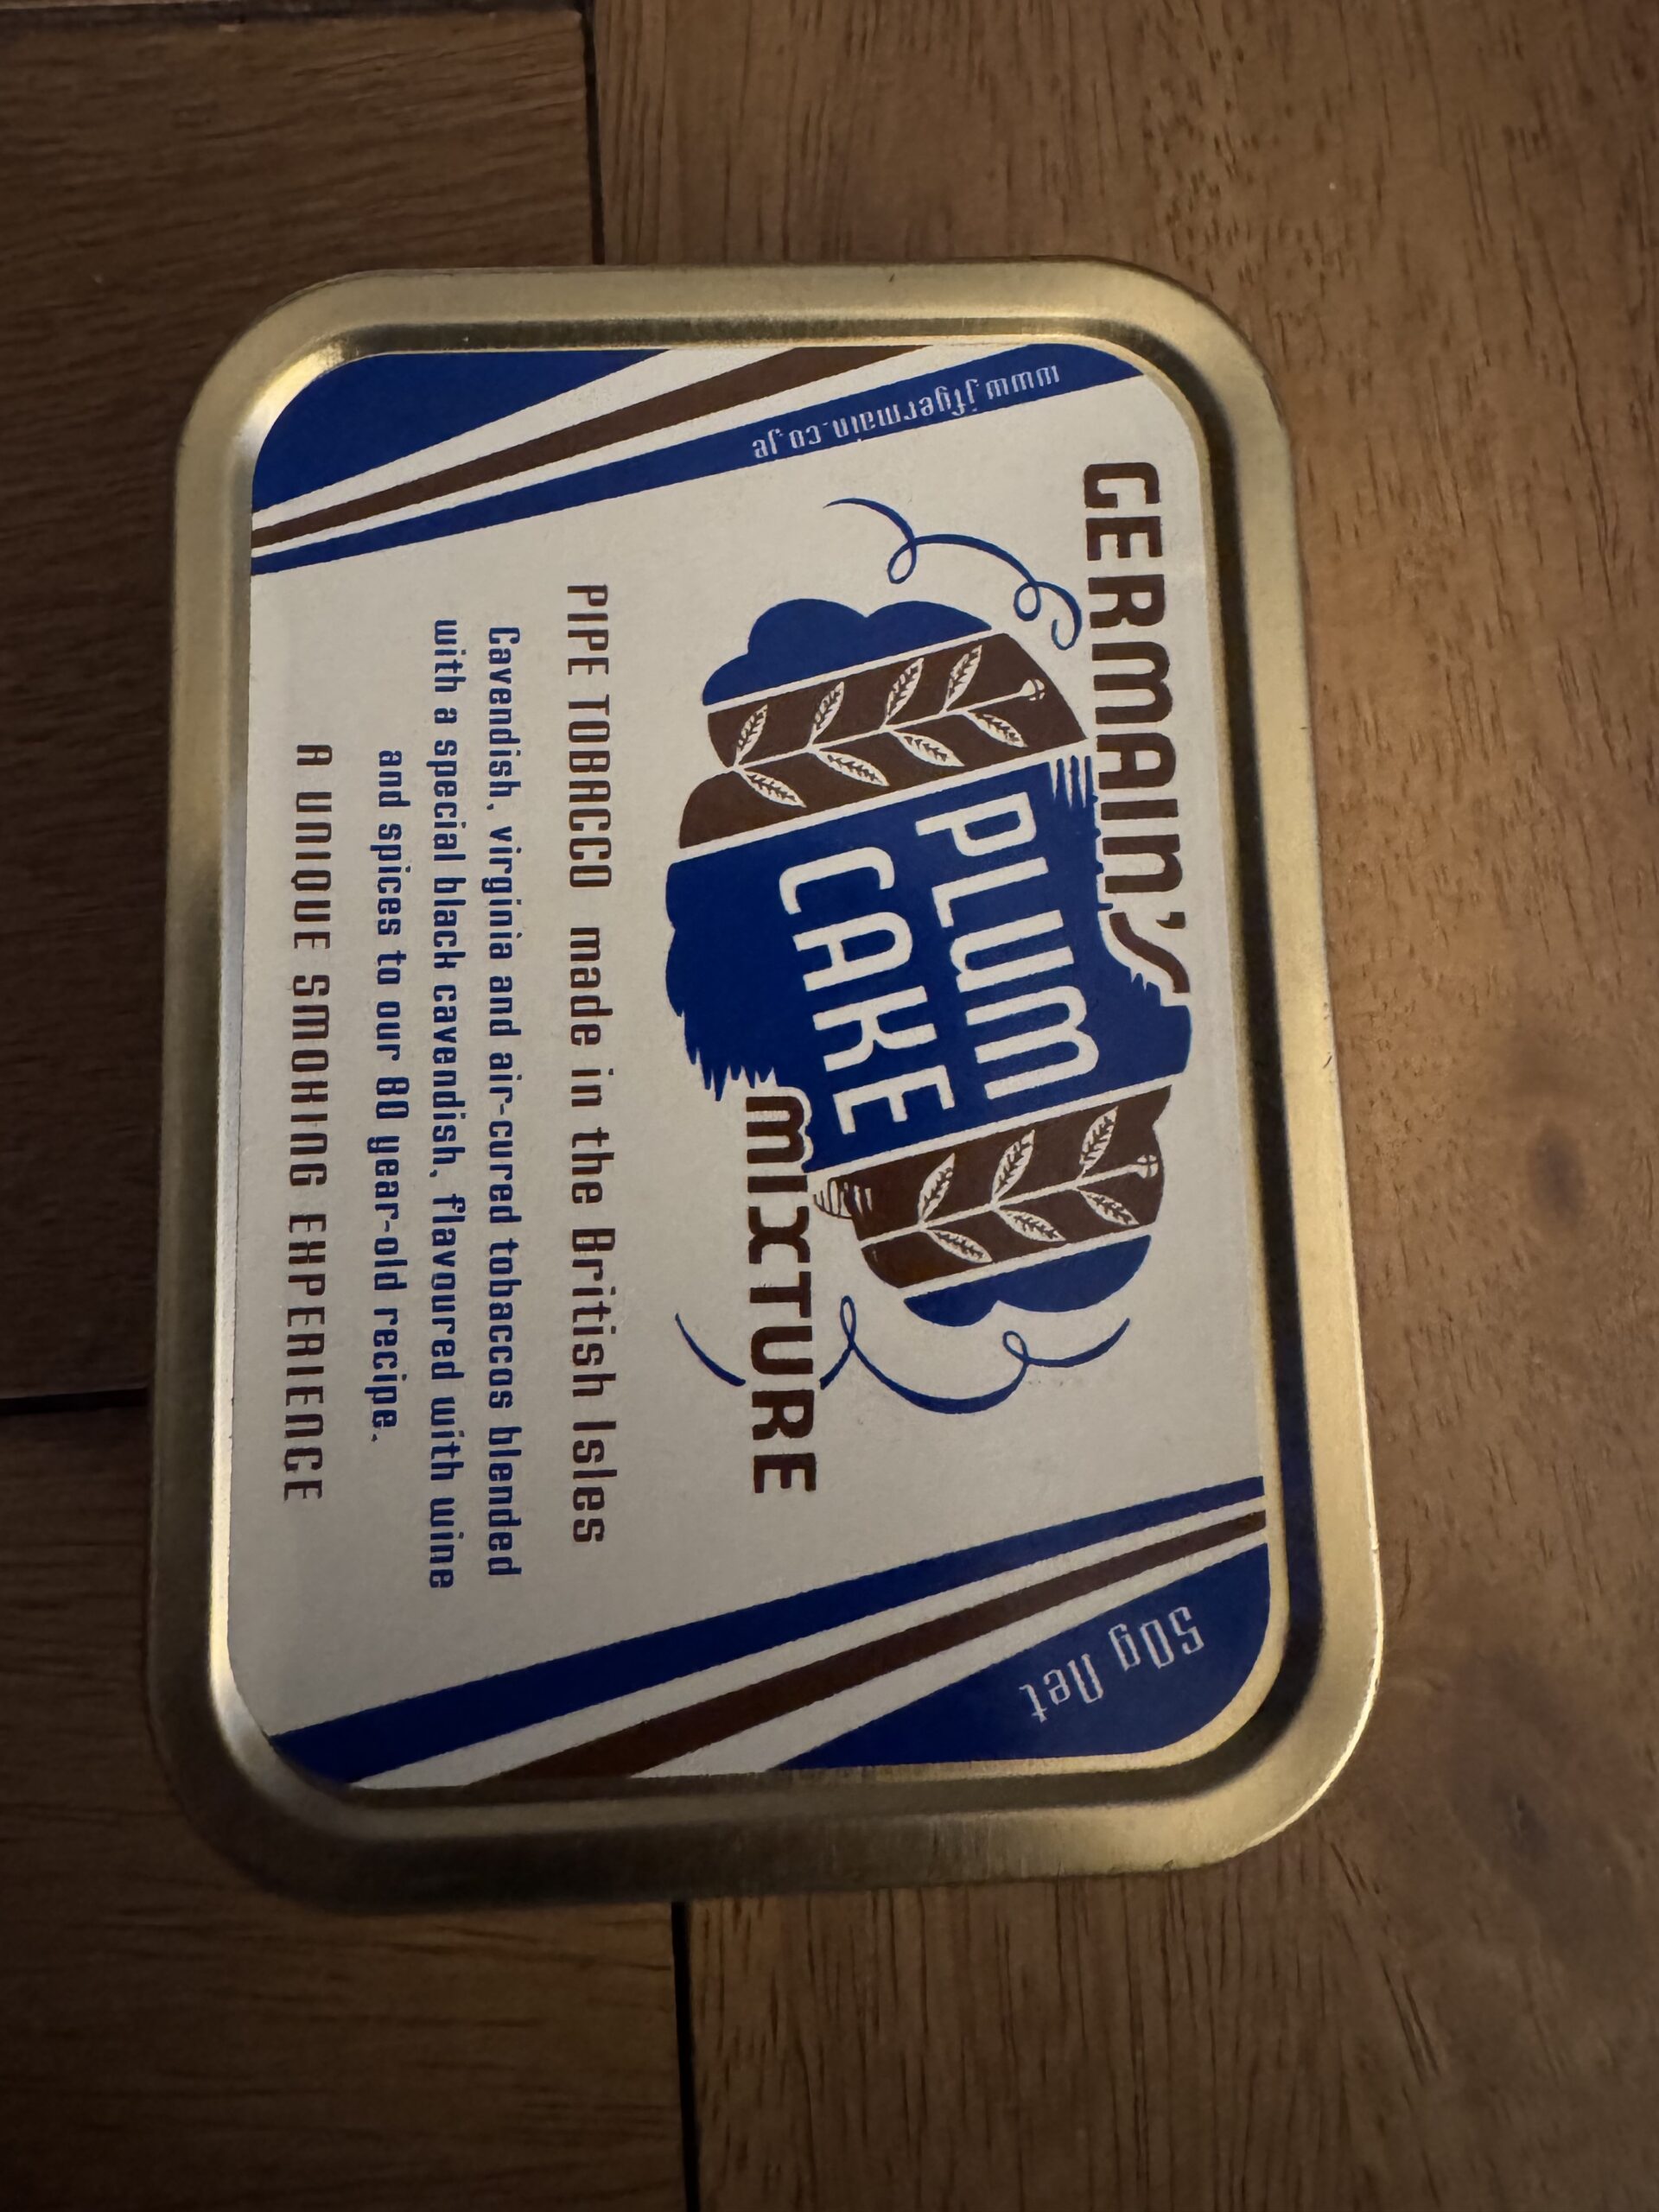 GERMAIN'S
PLUM
CAKE
MIXTURE
PIPE TOBACCO made in the British Isles
Cavendish, virginia and air-cured tobaccos blended
with a special black cavendish, flavoured with wine
and spices to our 80 year-old recipe.
A UNIQUE SMOKING EXPERIENCE
www.jfgermain.co.je
50g Net